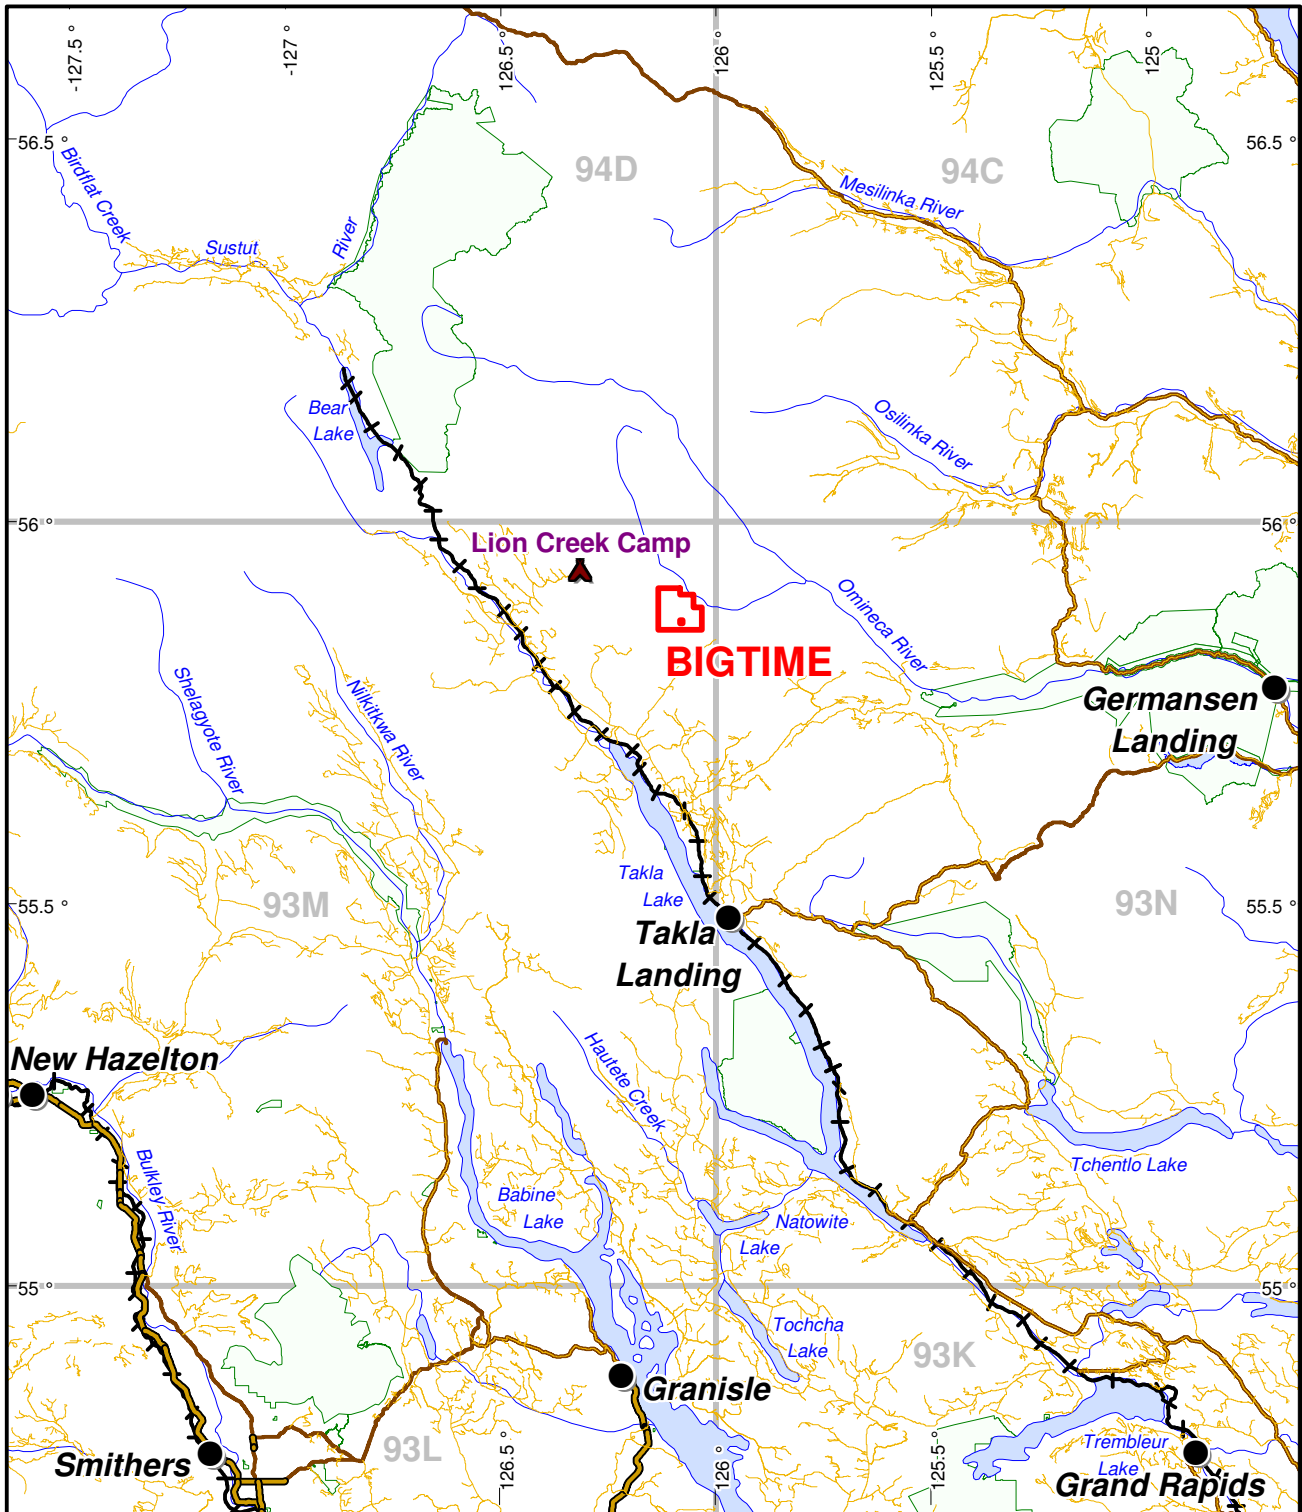 -127.5 °
-127 °
126.5 °
126 °
125.5 °
125 °
56.5 °
56.5 °
94D
94C
Birdflat Creek
Sustut
River
Mesilinka River
Bear
Lake
Osilinka River
56 °
56 °
Lion Creek Camp
BIGTIME
Omineca River
Germansen
Landing
Shelagyote River
Nilkitkwa River
Takla
Lake
93M
93N
55.5 °
55.5 °
Takla
Landing
New Hazelton
Hautete Creek
Bulkley River
Babine
Lake
Natowite
Lake
Tchentlo Lake
55 °
55 °
Tochcha
Lake
93K
Granisle
93L
Smithers
Trembleur
Lake
Grand Rapids
126.5 °
126 °
125.5 °